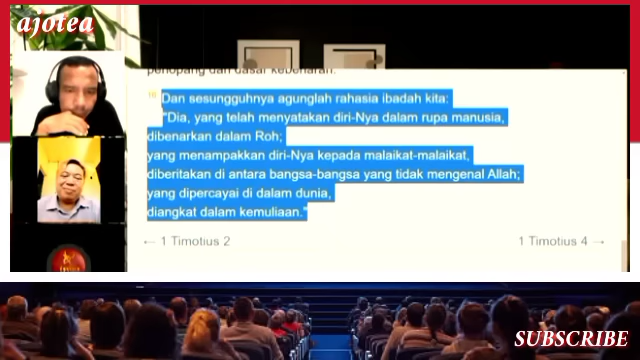 ajotea
penopang dan dasar kebenaran.
16 Dan sesungguhnya agunglah rahasia ibadah kita:
"Dia, yang telah menyatakan diri-Nya dalam rupa manusia,
dibenarkan dalam Roh;
yang menampakkan diri-Nya kepada malaikat-malaikat,
diberitakan di antara bangsa-bangsa yang tidak mengenal Allah;
yang dipercayai di dalam dunia,
diangkat dalam kemuliaan."
← 1 Timotius 2
1 Timotius 4 →
SUBSCRIBE